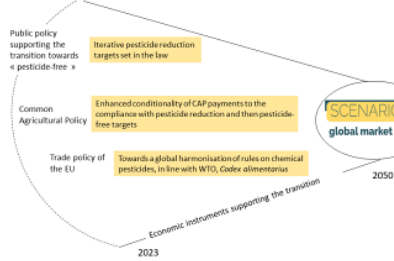 Public policy
supporting the
transition towards
« pesticide-free »
Iterative pesticide reduction
targets set in the law
Common
Agricultural Policy
Enhanced conditionality of CAP payments to the
compliance with pesticide reduction and then pesticide-
free targets
SCENARIO
global market
Trade policy of
the EU
Towards a global harmonisation of rules on chemical
pesticides, in line with WTO, Codex alimentarius
Economic instruments supporting the transition
2050
2023